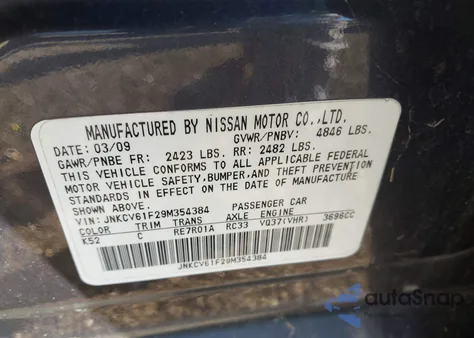 MANUFACTURED BY NISSAN MOTOR CO.,LTD.
DATE: 03/09 GVWR/PNBV: 4846 LBS.
GAWR/PNBE FR: 2423 LBS. RR: 2482 LBS.
THIS VEHICLE CONFORMS TO ALL APPLICABLE FEDERAL
MOTOR VEHICLE SAFETY,BUMPER,AND THEFT PREVENTION
STANDARDS IN EFFECT ON THE DATE OF MANUFACTURE
SHOWN ABOVE.
VIN: JNKCV61F29M354384 PASSENGER CAR
COLOR TRIM TRANS AXLE ENGINE
K52 C RE7R01A RC33 VQ37(VHR) 3696CC
JNKCV61F29M354384
autoSnap